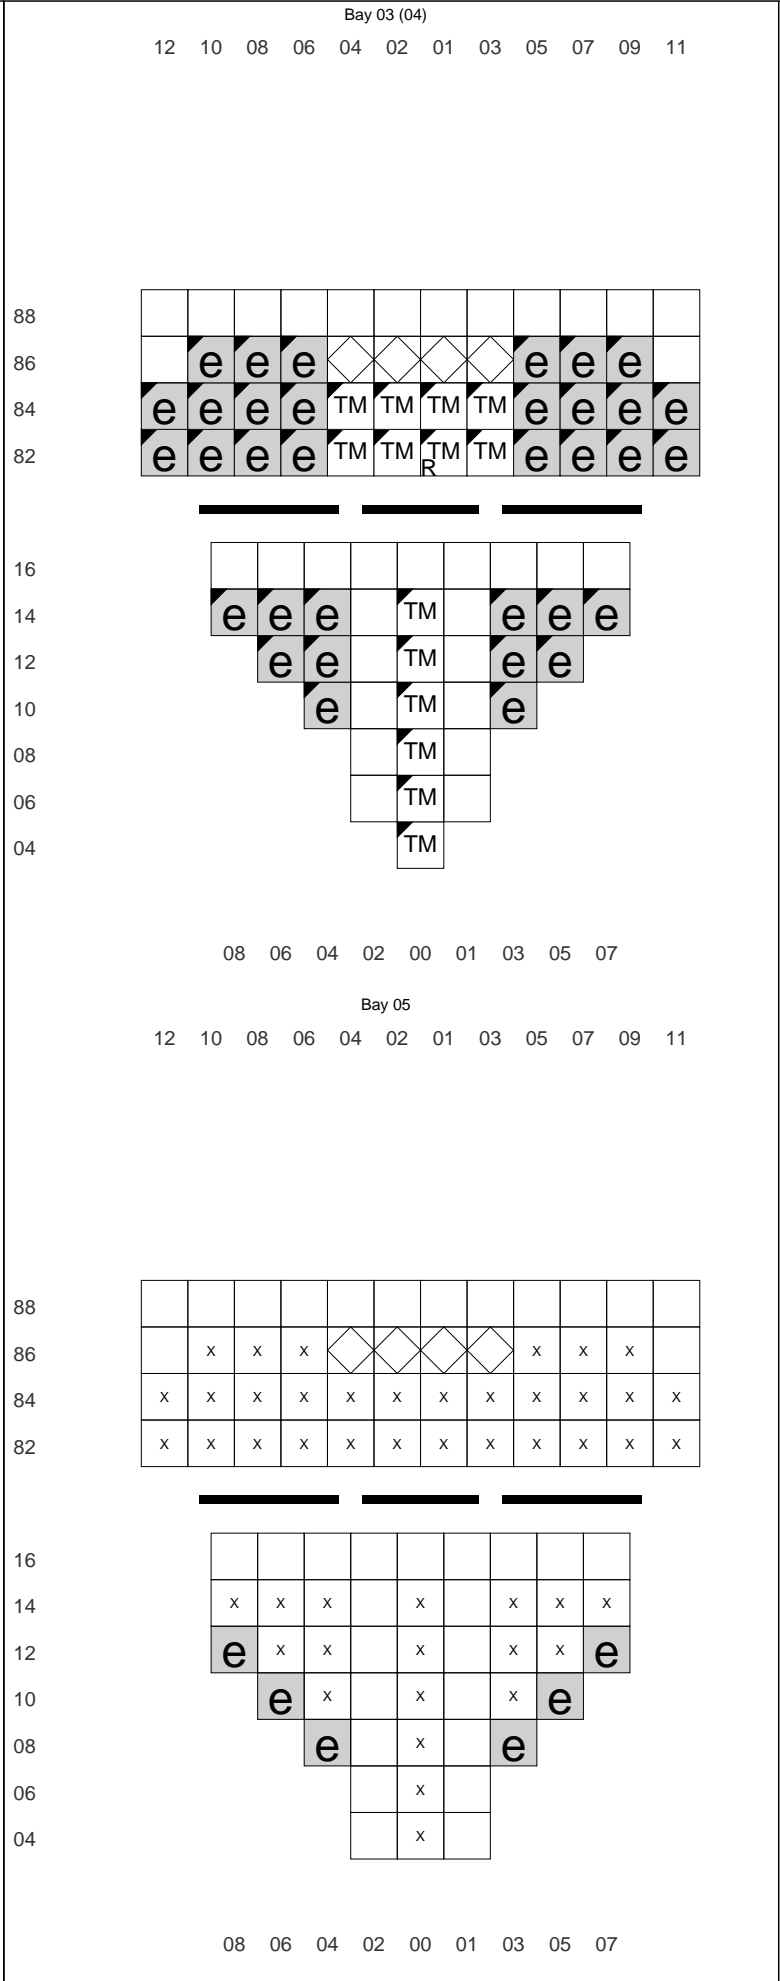 Bay 03 (04)
12 10 08 06 04 02 01 03 05 07 09 11
88
86 e e e e e e
84 e e e e TM TM TM TM e e e e
82 e e e e TM TM TM TM e e e e
R
16
14 e e e TM e e e
12 e e TM e e
10 e TM e
08 TM
06 TM
04 TM
08 06 04 02 00 01 03 05 07
Bay 05
12 10 08 06 04 02 01 03 05 07 09 11
88
86 x x x x x x
84 x x x x x x x x x x x x
82 x x x x x x x x x x x x
16
14 x x x x x x x
12 e x x x x x e
10 e x x x e
08 e x e
06 x
04 x
08 06 04 02 00 01 03 05 07